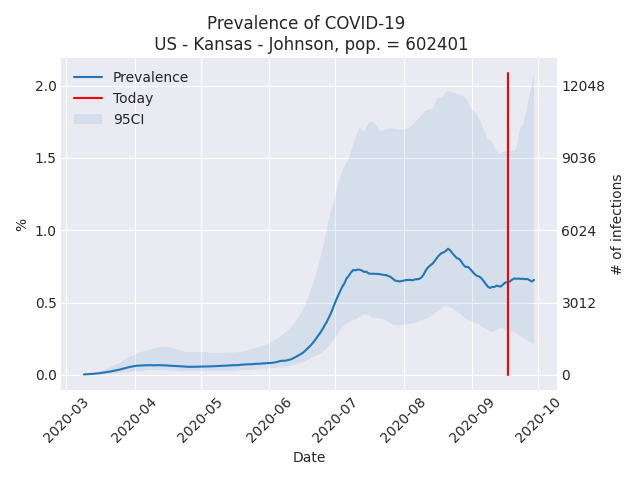 Prevalence of COVID-19
US - Kansas - Johnson, pop. = 602401
Prevalence
Today
95CI
2.0
1.5
1.0
0.5
0.0
%
12048
9036
6024
3012
0
# of infections
2020-03
2020-04
2020-05
2020-06
2020-07
2020-08
2020-09
2020-10
Date